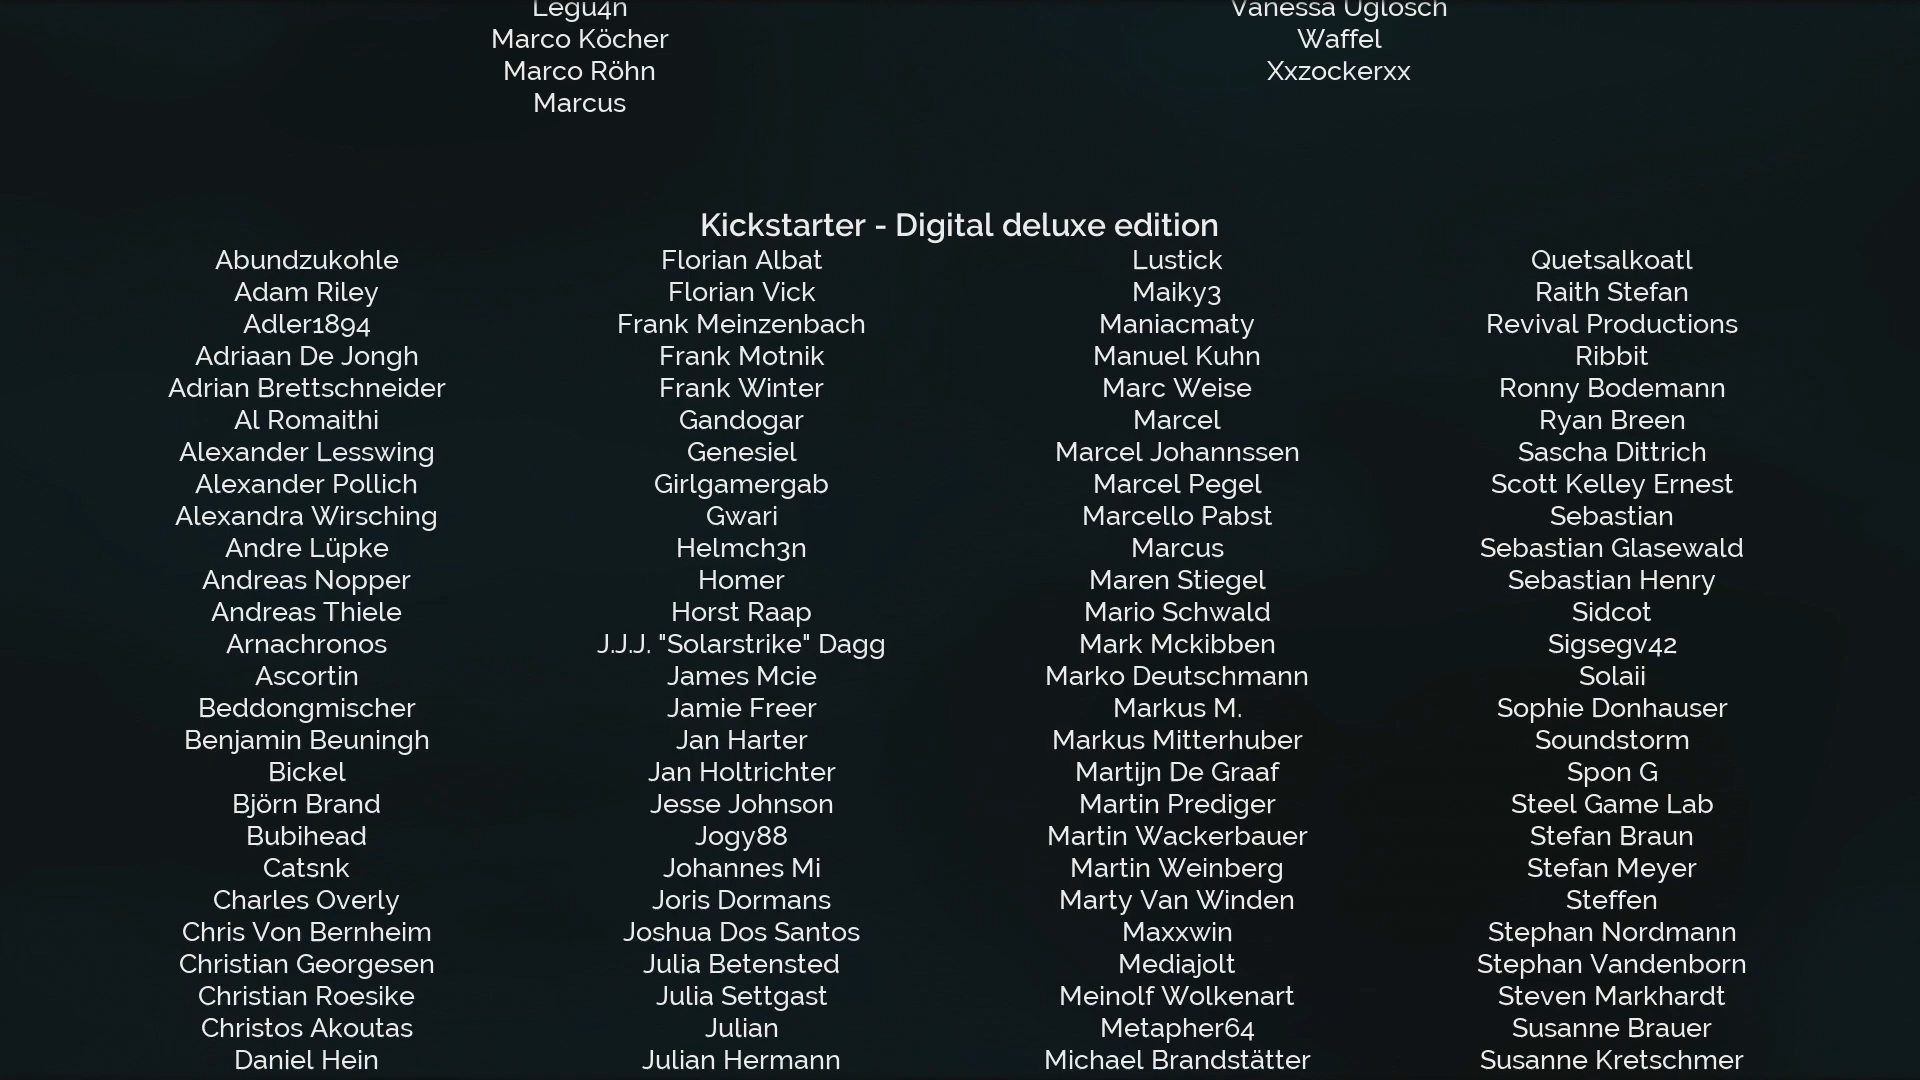 Legu4n
Marco Köcher
Marco Röhn
Marcus
Vanessa Uglosch
Waffel
Xxzockerxx
Kickstarter - Digital deluxe edition
Abundzukohle
Adam Riley
Adler1894
Adriaan De Jongh
Adrian Brettschneider
Al Romaithi
Alexander Lesswing
Alexander Pollich
Alexandra Wirsching
Andre Lüpke
Andreas Nopper
Andreas Thiele
Arnachronos
Ascortin
Beddongmischer
Benjamin Beuningh
Bickel
Björn Brand
Bubihead
Catsnk
Charles Overly
Chris Von Bernheim
Christian Georgesen
Christian Roesike
Christos Akoutas
Daniel Hein
Florian Albat
Florian Vick
Frank Meinzenbach
Frank Motnik
Frank Winter
Gandogar
Genesiel
Girlgamergab
Gwari
Helmch3n
Homer
Horst Raap
J.J.J. "Solarstrike" Dagg
James Mcie
Jamie Freer
Jan Harter
Jan Holtrichter
Jesse Johnson
Jogy88
Johannes Mi
Joris Dormans
Joshua Dos Santos
Julia Betensted
Julia Settgast
Julian
Julian Hermann
Lustick
Maiky3
Maniacmaty
Manuel Kuhn
Marc Weise
Marcel
Marcel Johannssen
Marcel Pegel
Marcello Pabst
Marcus
Maren Stiegel
Mario Schwald
Mark Mckibben
Marko Deutschmann
Markus M.
Markus Mitterhuber
Martijn De Graaf
Martin Prediger
Martin Wackerbauer
Martin Weinberg
Marty Van Winden
Maxxwin
Mediajolt
Meinolf Wolkenart
Metapher64
Michael Brandstätter
Quetsalkoatl
Raith Stefan
Revival Productions
Ribbit
Ronny Bodemann
Ryan Breen
Sascha Dittrich
Scott Kelley Ernest
Sebastian
Sebastian Glasewald
Sebastian Henry
Sidcot
Sigsegv42
Solaii
Sophie Donhauser
Soundstorm
Spon G
Steel Game Lab
Stefan Braun
Stefan Meyer
Steffen
Stephan Nordmann
Stephan Vandenborn
Steven Markhardt
Susanne Brauer
Susanne Kretschmer